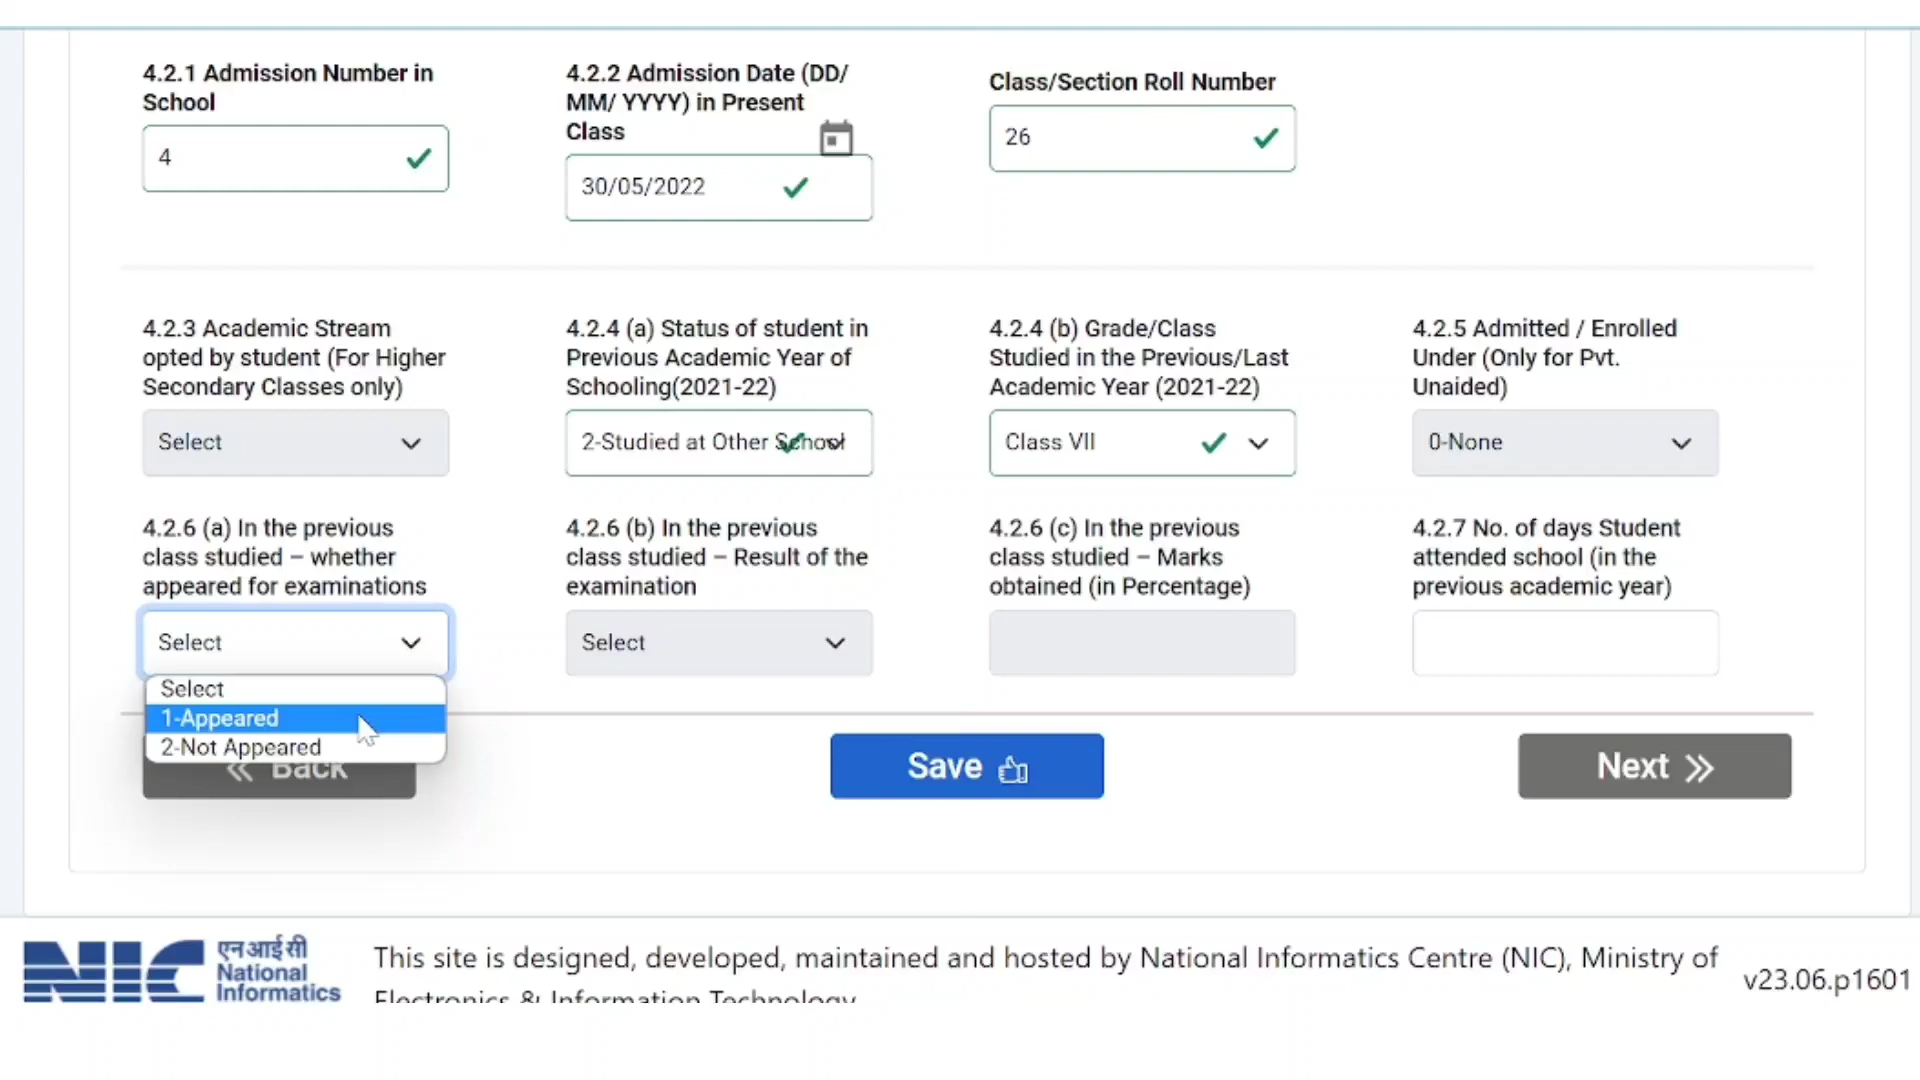 4.2.1 Admission Number in
School
4
4.2.2 Admission Date (DD/
MM/ YYYY) in Present
Class
30/05/2022
Class/Section Roll Number
26
4.2.3 Academic Stream
opted by student (For Higher
Secondary Classes only)
Select
4.2.4 (a) Status of student in
Previous Academic Year of
Schooling(2021-22)
2-Studied at Other School
4.2.4 (b) Grade/Class
Studied in the Previous/Last
Academic Year (2021-22)
Class VII
4.2.5 Admitted / Enrolled
Under (Only for Pvt.
Unaided)
0-None
4.2.6 (a) In the previous
class studied – whether
appeared for examinations
Select
Select
1-Appeared
2-Not Appeared
4.2.6 (b) In the previous
class studied – Result of the
examination
Select
4.2.6 (c) In the previous
class studied – Marks
obtained (in Percentage)
4.2.7 No. of days Student
attended school (in the
previous academic year)
Back
Save
Next
NIC
एन आई सी
National
Informatics
This site is designed, developed, maintained and hosted by National Informatics Centre (NIC), Ministry of
Electronics & Information Technology
v23.06.p1601